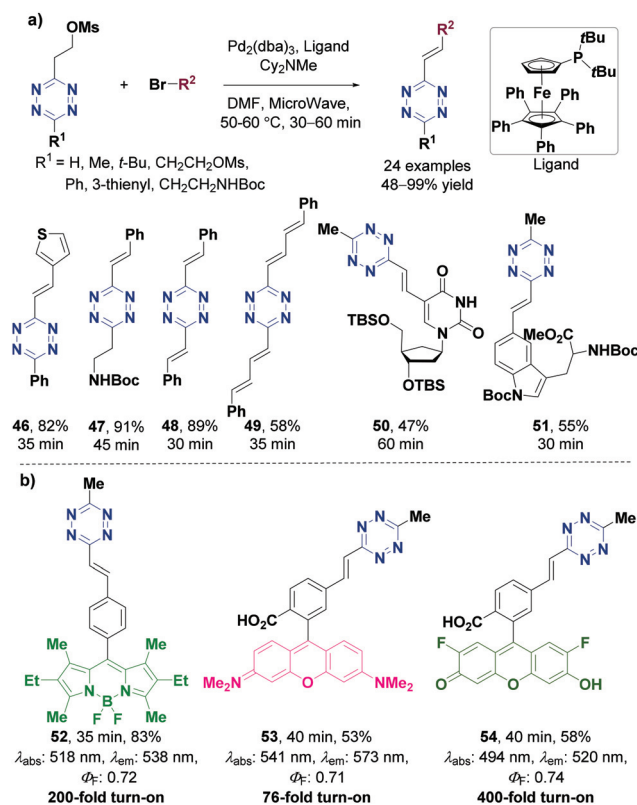 a)
OMs
N N
N N
R1
+
Br-R2
Pd2(dba)3, Ligand
Cy2NMe
DMF, MicroWave,
50-60 °C, 30–60 min
R2
N N
N N
R1
24 examples
48–99% yield
P tBu
tBu
Fe
Ph Ph
Ph Ph
Ph
Ligand
R1 = H, Me, t-Bu, CH2CH2OMs,
Ph, 3-thienyl, CH2CH2NHBoc
S
N N
N N
Ph
46, 82%
35 min
Ph
N N
N N
NHBoc
47, 91%
45 min
Ph
N N
N N
Ph
48, 89%
30 min
Ph
N N
N N
Ph
49, 58%
35 min
Me
N N
N N
O
NH
N O
TBSO
OTBS
50, 47%
60 min
Me
N N
N N
MeO2C
NHBoc
BocN
51, 55%
30 min
b)
Me
N N
N N
Me Me
Et Et
N N
B
Me F F Me
52, 35 min, 83%
λabs: 518 nm, λem: 538 nm,
ΦF: 0.72
200-fold turn-on
N N Me
N N
HO2C
Me2N O NMe2
53, 40 min, 53%
λabs: 541 nm, λem: 573 nm,
ΦF: 0.71
76-fold turn-on
N N Me
N N
HO2C
F F
O O OH
54, 40 min, 58%
λabs: 494 nm, λem: 520 nm,
ΦF: 0.74
400-fold turn-on